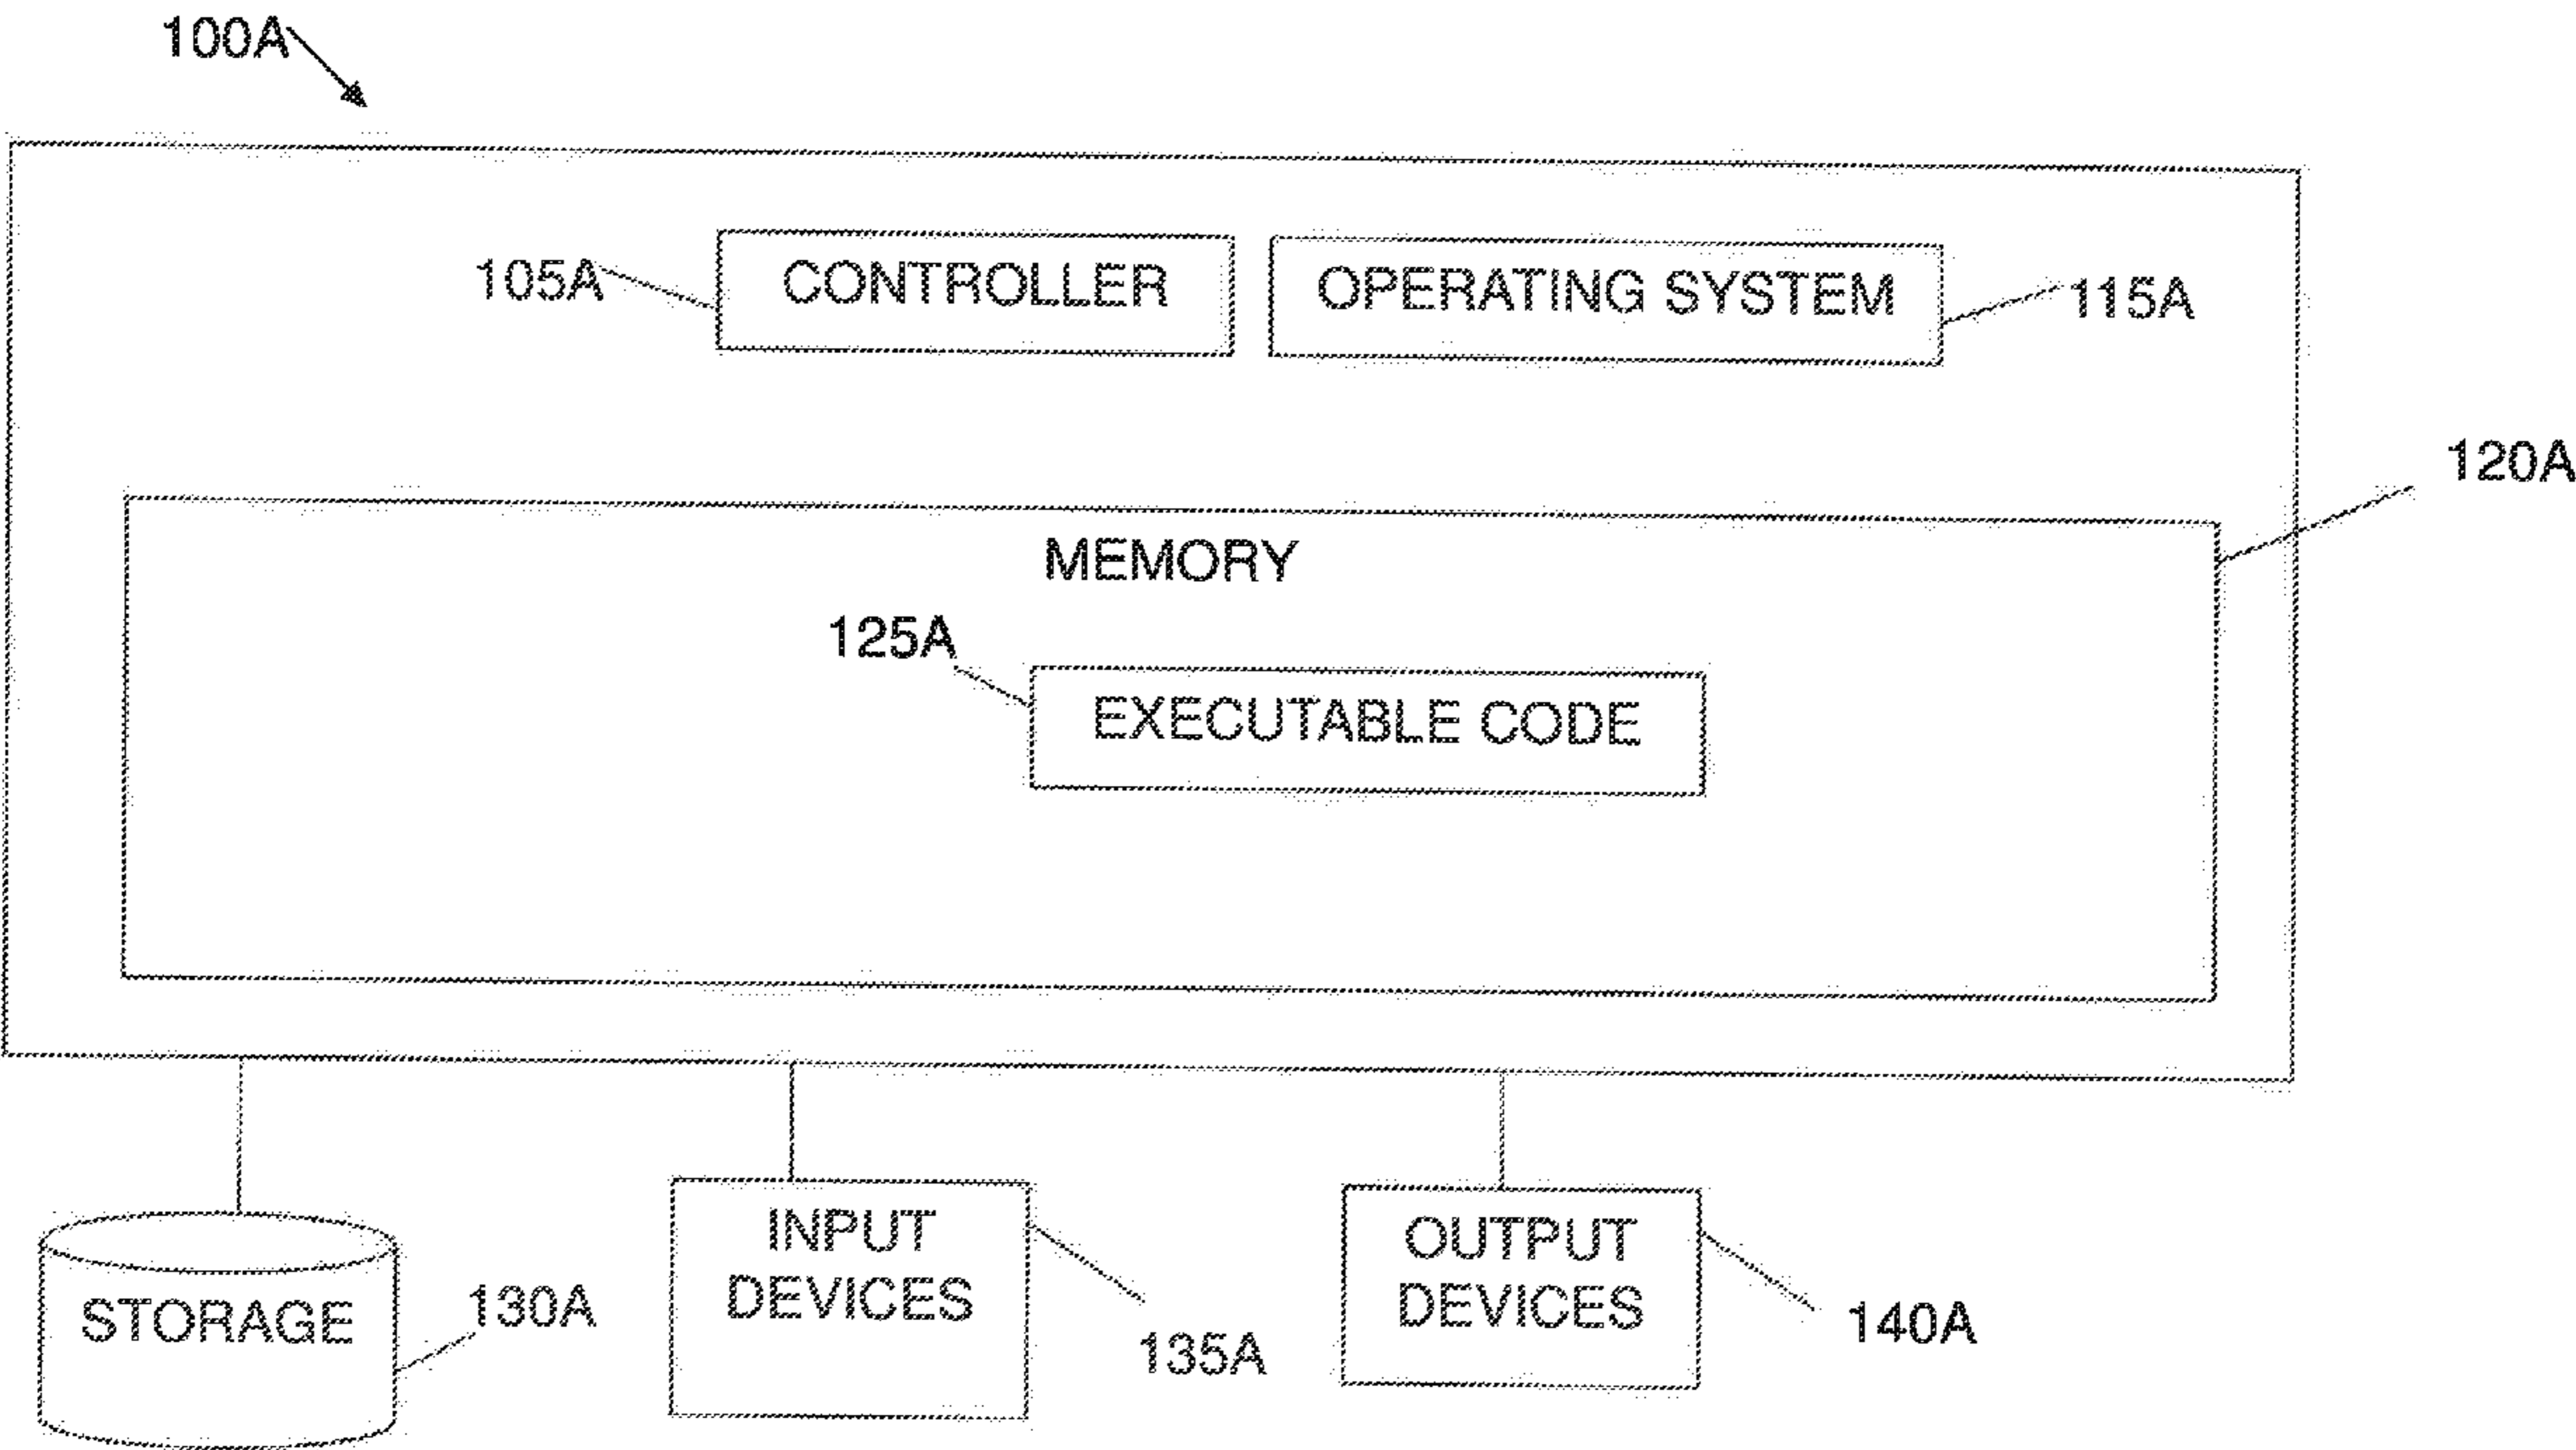 100A
105A
CONTROLLER
OPERATING SYSTEM
115A
120A
MEMORY
125A
EXECUTABLE CODE
INPUT
DEVICES
OUTPUT
DEVICES
STORAGE
130A
135A
140A